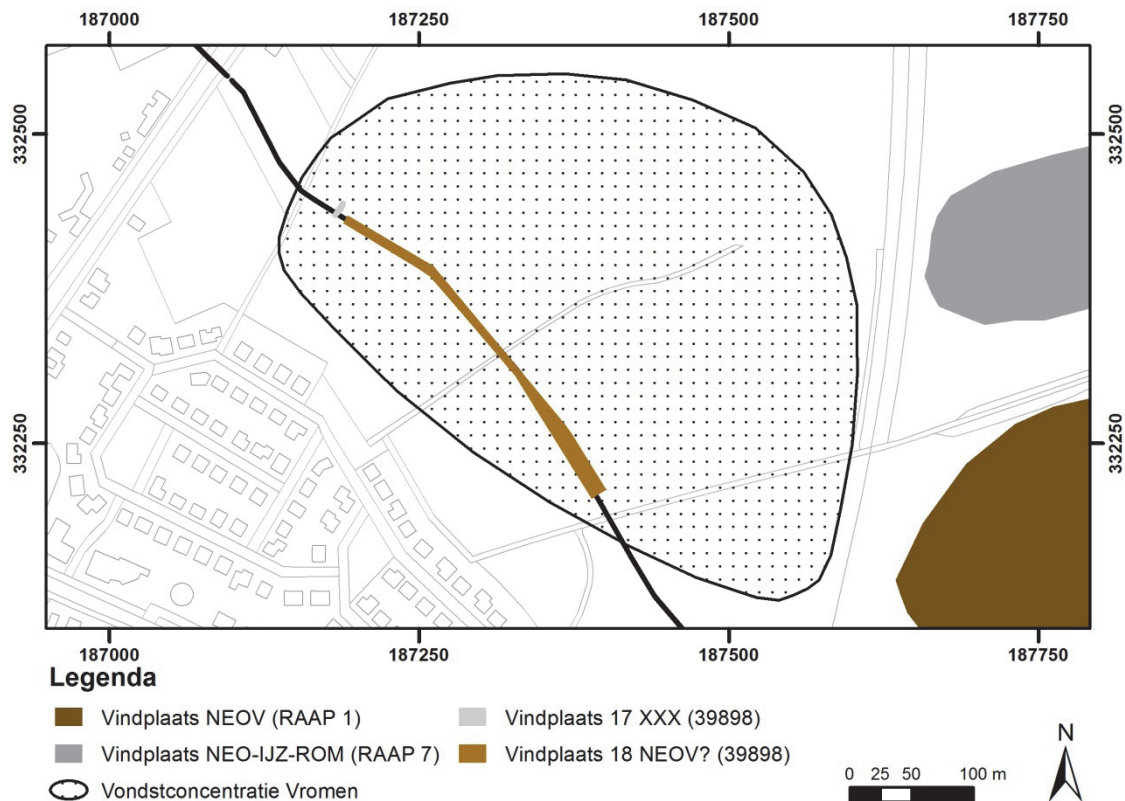 187000 187250 187500 187750
332500 332500
332250 332250
187000 187250 187500 187750
Legenda
Vindplaats NEOV (RAAP 1)
Vindplaats NEO-IJZ-ROM (RAAP 7)
Vondstconcentratie Vromen
Vindplaats 17 XXX (39898)
Vindplaats 18 NEOV? (39898)
0 25 50 100 m
N